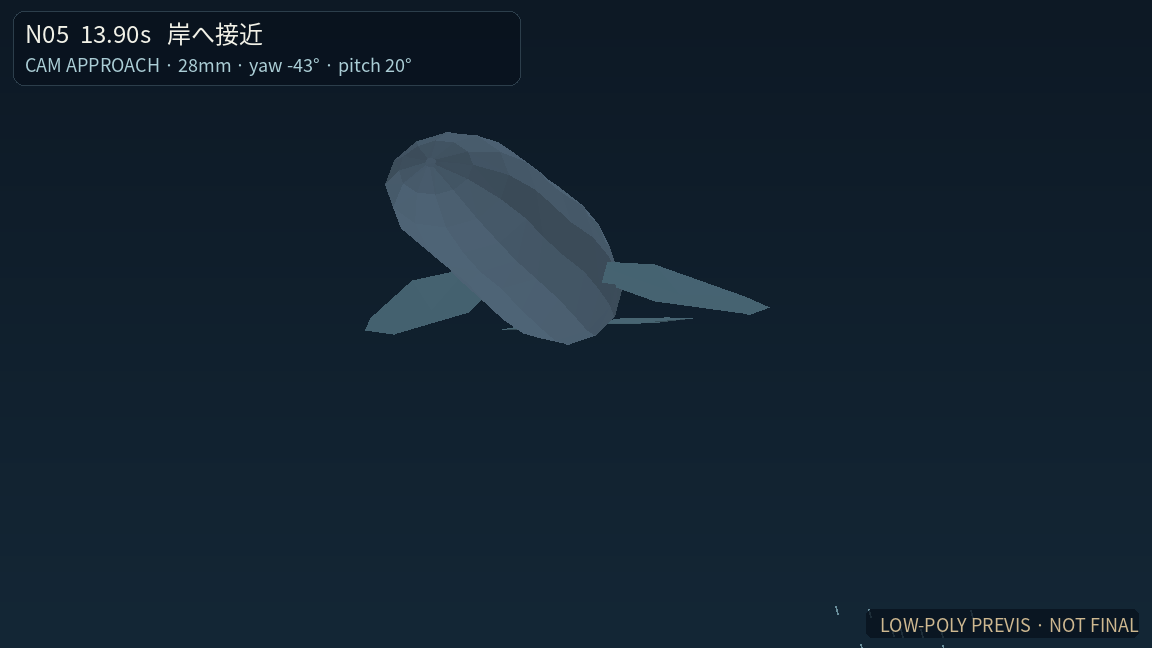 N05 13.90s 岸へ接近
CAM APPROACH · 28mm · yaw -43° · pitch 20°
LOW-POLY PREVIS · NOT FINAL